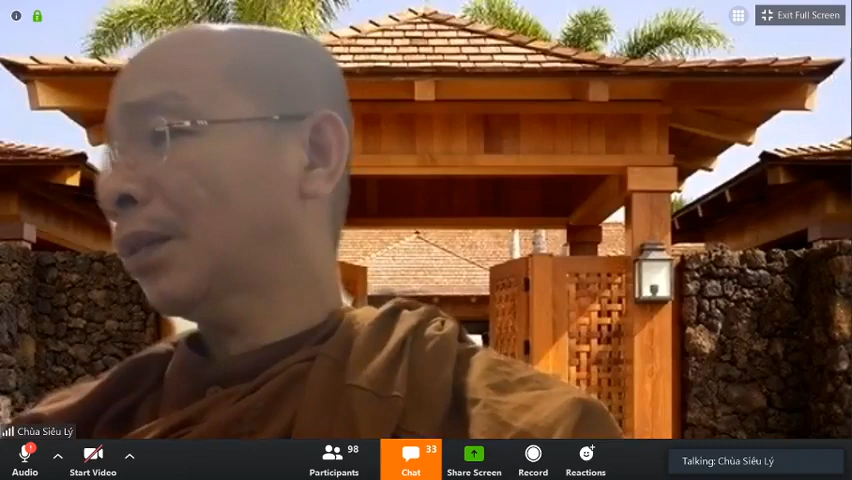 Exit Full Screen
Chùa Siêu Lý
Audio
Start Video
98
Participants
33
Chat
Share Screen
Record
Reactions
Talking: Chùa Siêu Lý